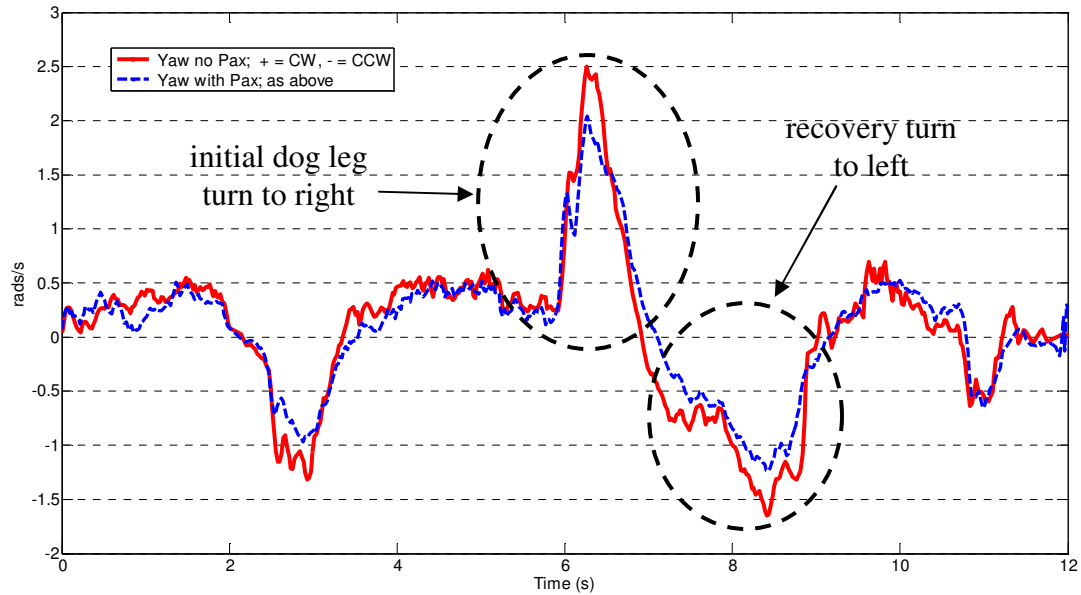 3
2.5
2
1.5
1
0.5
0
-0.5
-1
-1.5
-2
rads/s
Yaw no Pax; + = CW, - = CCW
Yaw with Pax; as above
initial dog leg
turn to right
recovery turn
to left
0
2
4
6
8
10
12
Time (s)